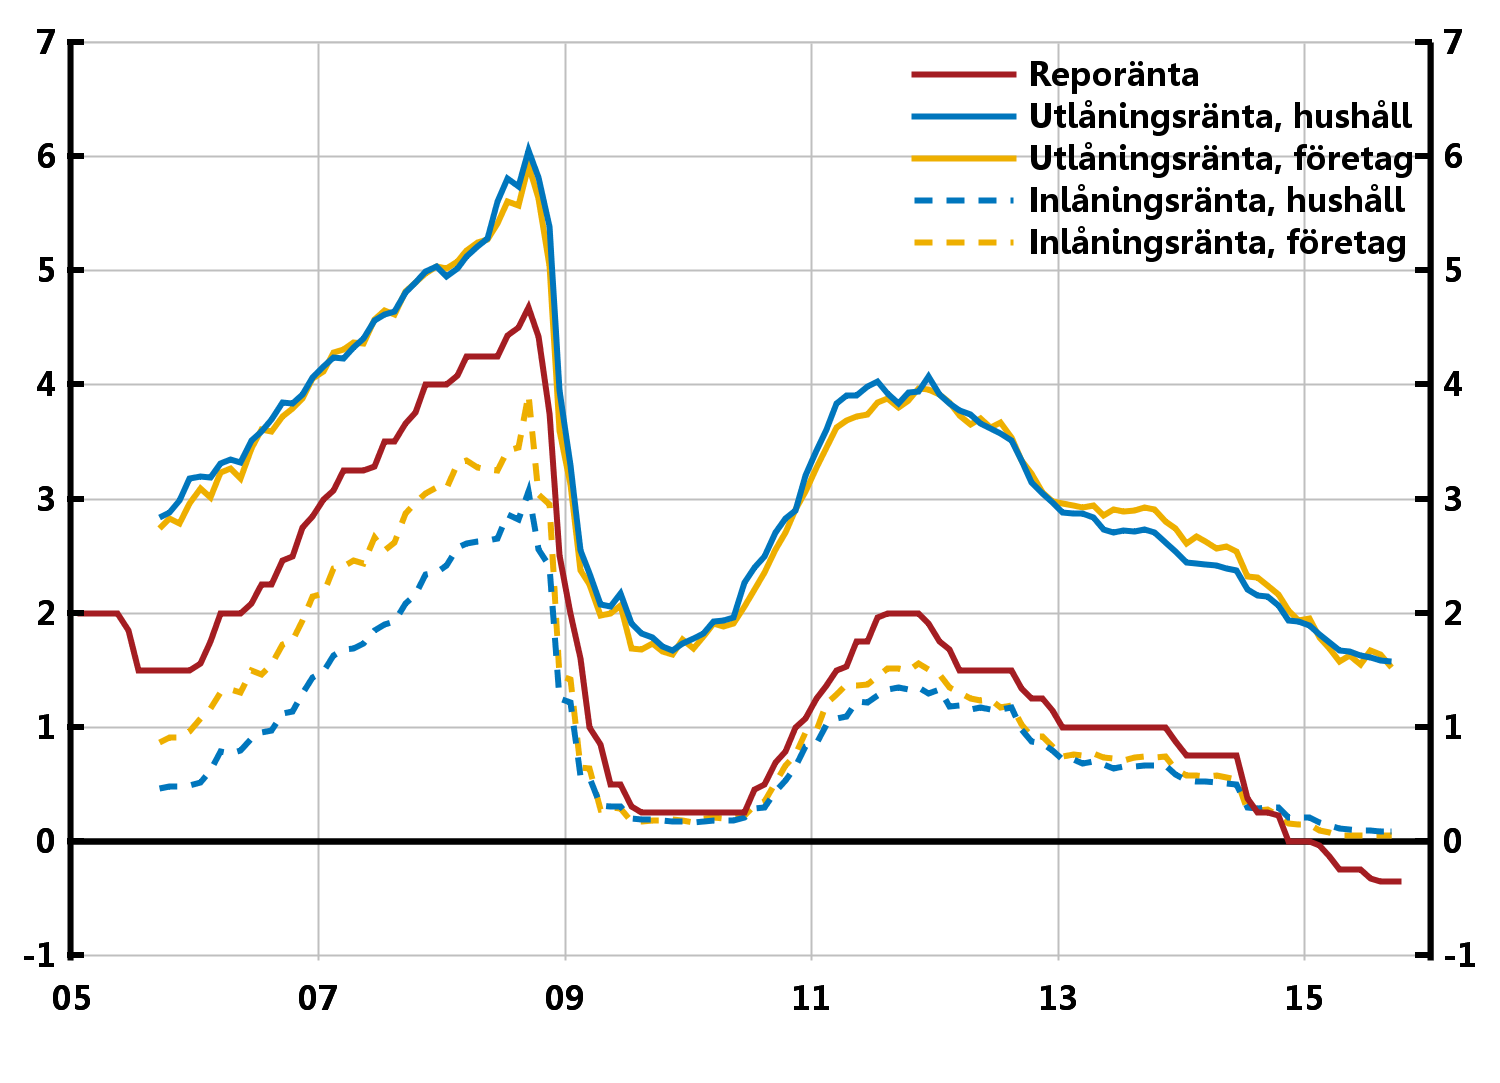 7 7
Reporänta
Utlåningsränta, hushåll
6 Utlåningsränta, företag 6
Inlåningsränta, hushåll
Inlåningsränta, företag
5 5
4 4
3 3
2 2
1 1
0 0
-1 -1
05 07 09 11 13 15